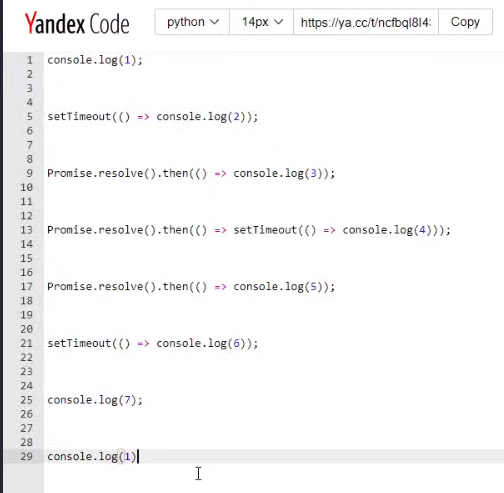 Yandex Code python 14px https://ya.cc/t/ncfbql8l4 Copy
1 console.log(1);
2
3
4
5 setTimeout(() => console.log(2));
6
7
8
9 Promise.resolve().then(() => console.log(3));
10
11
12
13 Promise.resolve().then(() => setTimeout(() => console.log(4)));
14
15
16
17 Promise.resolve().then(() => console.log(5));
18
19
20
21 setTimeout(() => console.log(6));
22
23
24
25 console.log(7);
26
27
28
29 console.log(1)